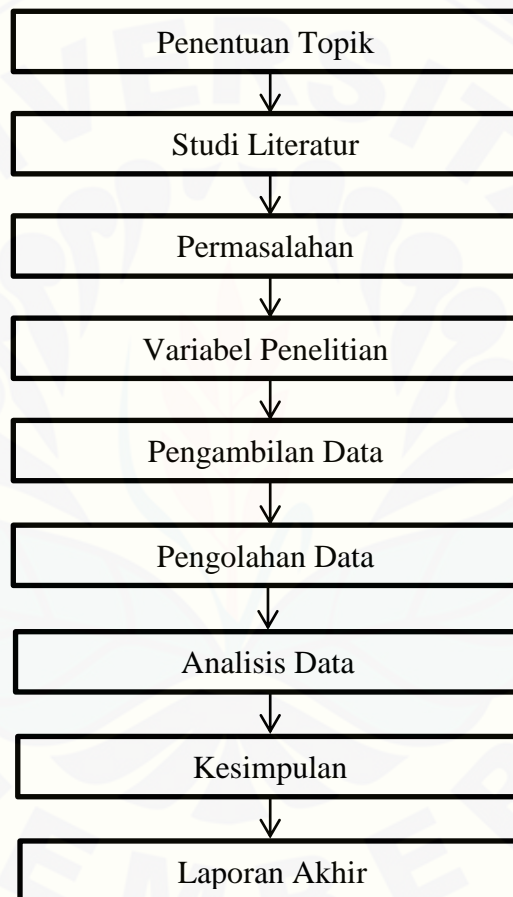 Penentuan Topik
Studi Literatur
Permasalahan
Variabel Penelitian
Pengambilan Data
Pengolahan Data
Analisis Data
Kesimpulan
Laporan Akhir